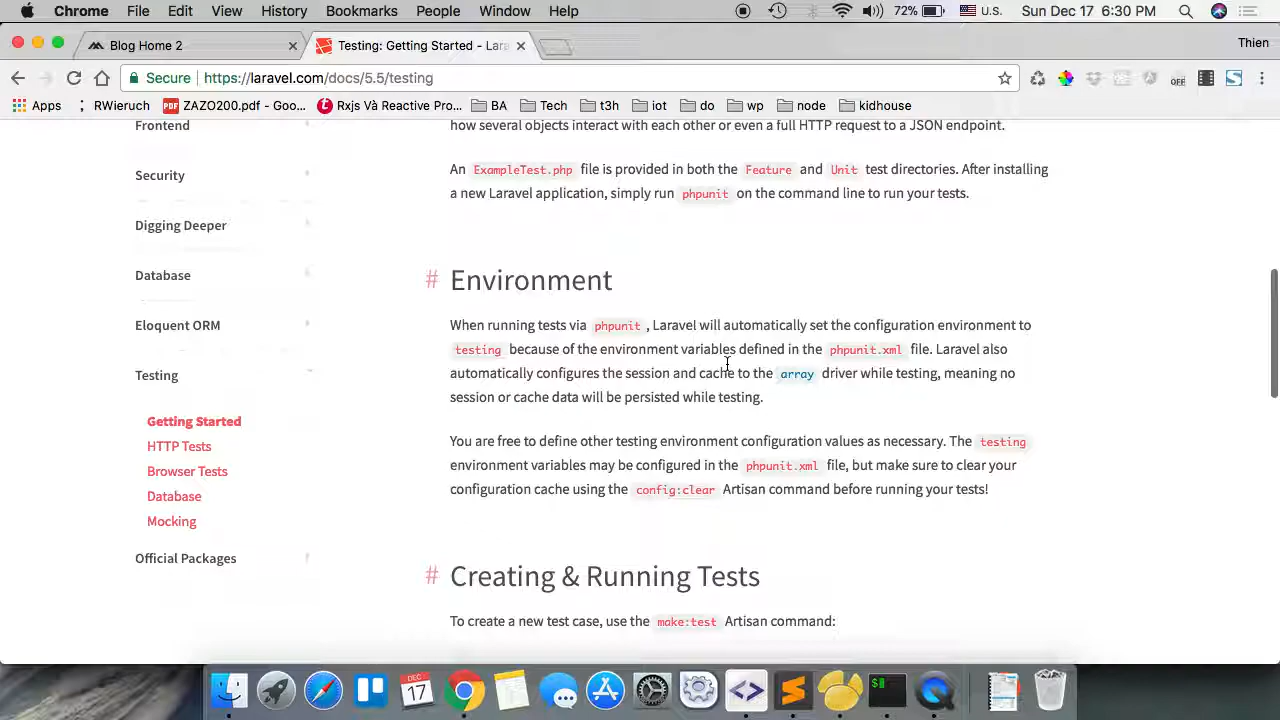 Chrome File Edit View History Bookmarks People Window Help 72% U.S. Sun Dec 17 6:30 PM
Blog Home 2 Testing: Getting Started - Lara Thien
Secure https://laravel.com/docs/5.5/testing OFF
Apps RWieruch ZAZO200.pdf - Goo... Rxjs Và Reactive Pro... BA Tech t3h iot do wp node kidhouse
Frontend
Security
Digging Deeper
Database
Eloquent ORM
Testing
Getting Started
HTTP Tests
Browser Tests
Database
Mocking
Official Packages
how several objects interact with each other or even a full HTTP request to a JSON endpoint.
An ExampleTest.php file is provided in both the Feature and Unit test directories. After installing
a new Laravel application, simply run phpunit on the command line to run your tests.
# Environment
When running tests via phpunit , Laravel will automatically set the configuration environment to
testing because of the environment variables defined in the phpunit.xml file. Laravel also
automatically configures the session and cache to the array driver while testing, meaning no
session or cache data will be persisted while testing.
You are free to define other testing environment configuration values as necessary. The testing
environment variables may be configured in the phpunit.xml file, but make sure to clear your
configuration cache using the config:clear Artisan command before running your tests!
# Creating & Running Tests
To create a new test case, use the make:test Artisan command:
DEC
17